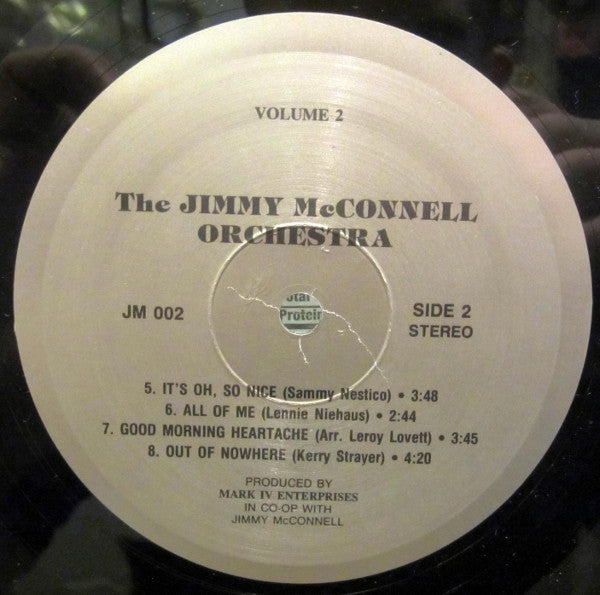 VOLUME 2
The JIMMY McCONNELL
ORCHESTRA
JM 002
SIDE 2
STEREO
Protein
5. IT'S OH, SO NICE (Sammy Nestico) • 3:48
6. ALL OF ME (Lennie Niehaus) • 2:44
7. GOOD MORNING HEARTACHE (Arr. Leroy Lovett) • 3:45
8. OUT OF NOWHERE (Kerry Strayer) • 4:20
PRODUCED BY
MARK IV ENTERPRISES
IN CO-OP WITH
JIMMY McCONNELL